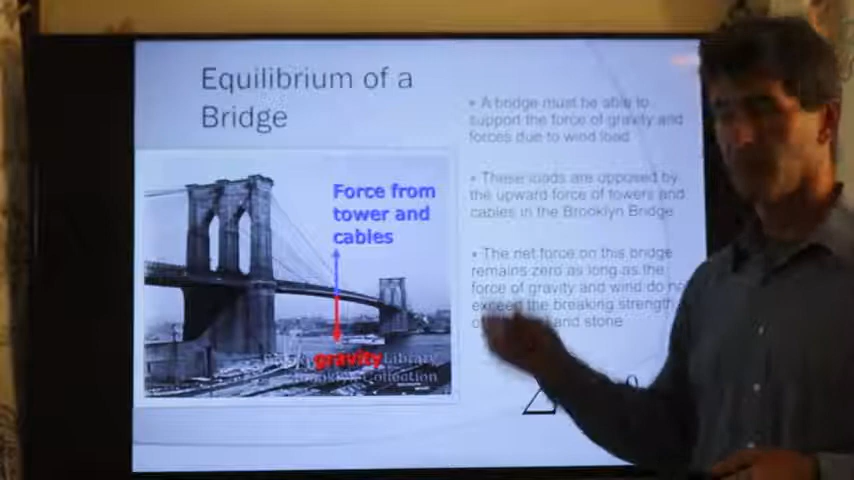 Equilibrium of a
Bridge
• A bridge must be able to
support the force of gravity and
forces due to wind load
• These loads are opposed by
the upward force of towers and
cables in the Brooklyn Bridge
• The net force on this bridge
remains zero as long as the
force of gravity and wind do
exceed the breaking strength
and stone
Force from
tower and
cables
gravity Library
Brooklyn Collection